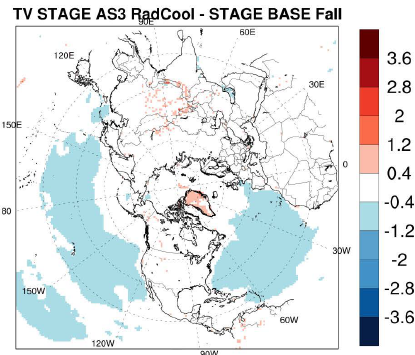 TV STAGE AS3 RadCool - STAGE BASE Fall
90E
120E
60E
30E
150E
0
80
30W
150W
60W
120W
90W
3.6
2.8
2
1.2
0.4
-0.4
-1.2
-2
-2.8
-3.6